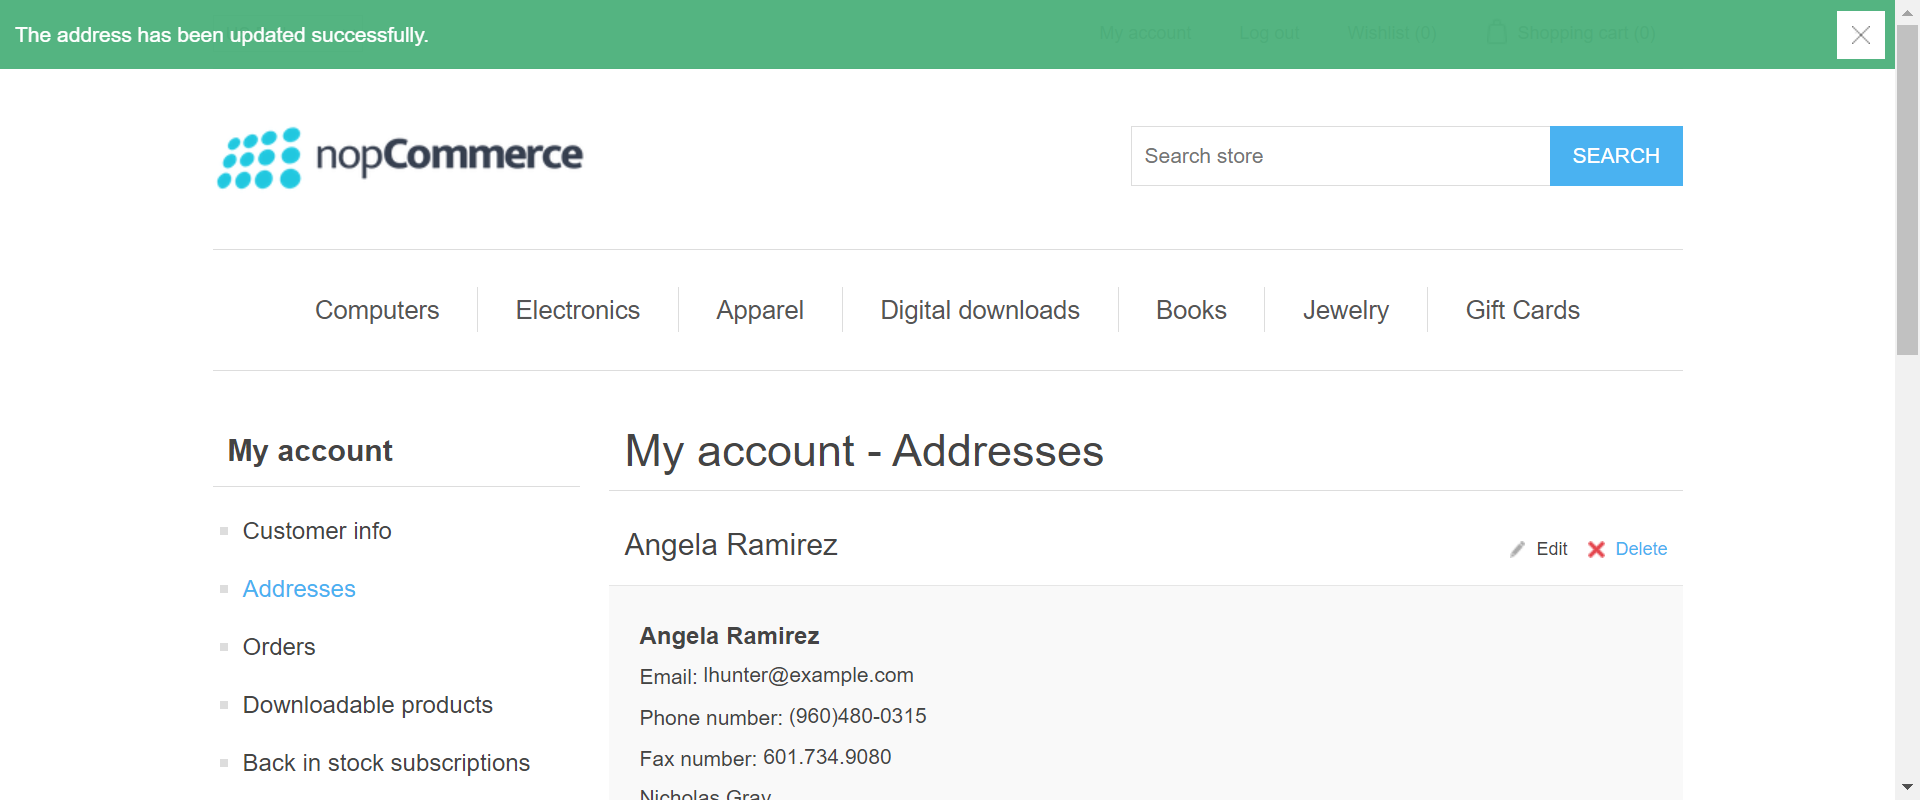 The address has been updated successfully.
My account
Log out
Wishlist (0)
Shopping cart (0)
nopCommerce
Search store
SEARCH
Computers
Electronics
Apparel
Digital downloads
Books
Jewelry
Gift Cards
My account
Customer info
Addresses
Orders
Downloadable products
Back in stock subscriptions
My account - Addresses
Angela Ramirez
Edit
Delete
Angela Ramirez
Email: lhunter@example.com
Phone number: (960)480-0315
Fax number: 601.734.9080
Nicholas Gray